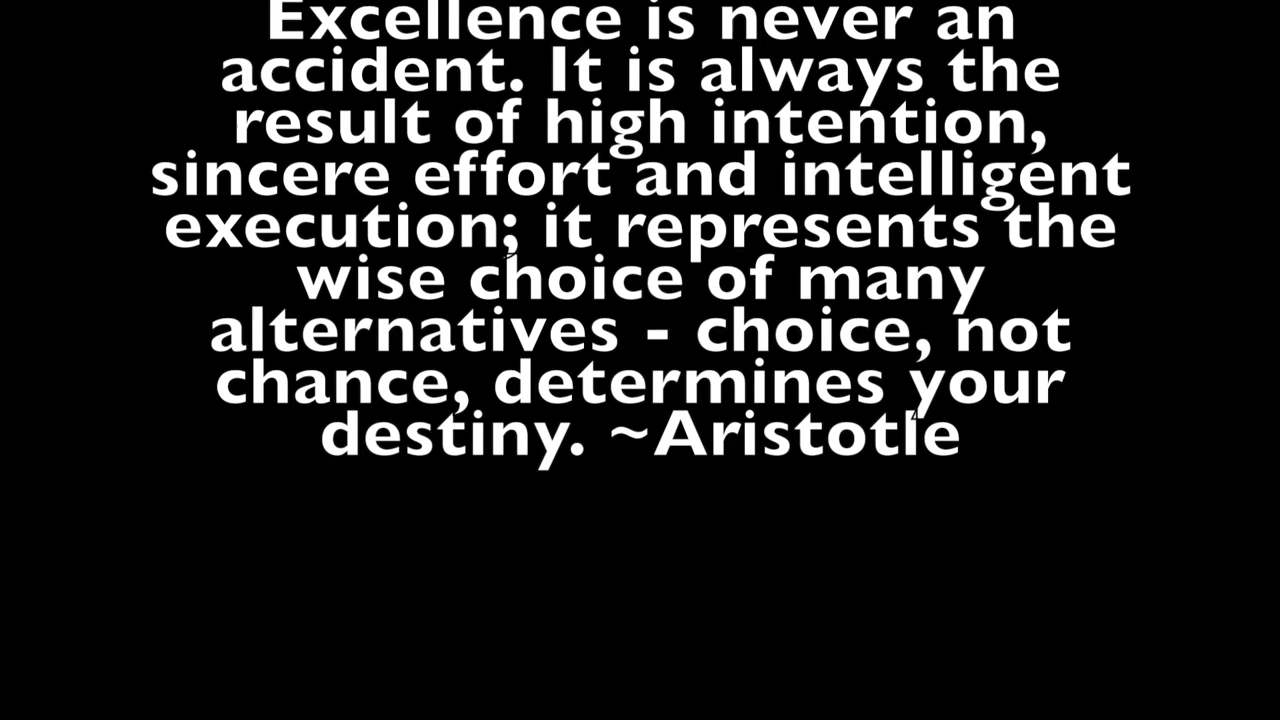 Excellence is never an
accident. It is always the
result of high intention,
sincere effort and intelligent
execution; it represents the
wise choice of many
alternatives - choice, not
chance, determines your
destiny. ~Aristotle